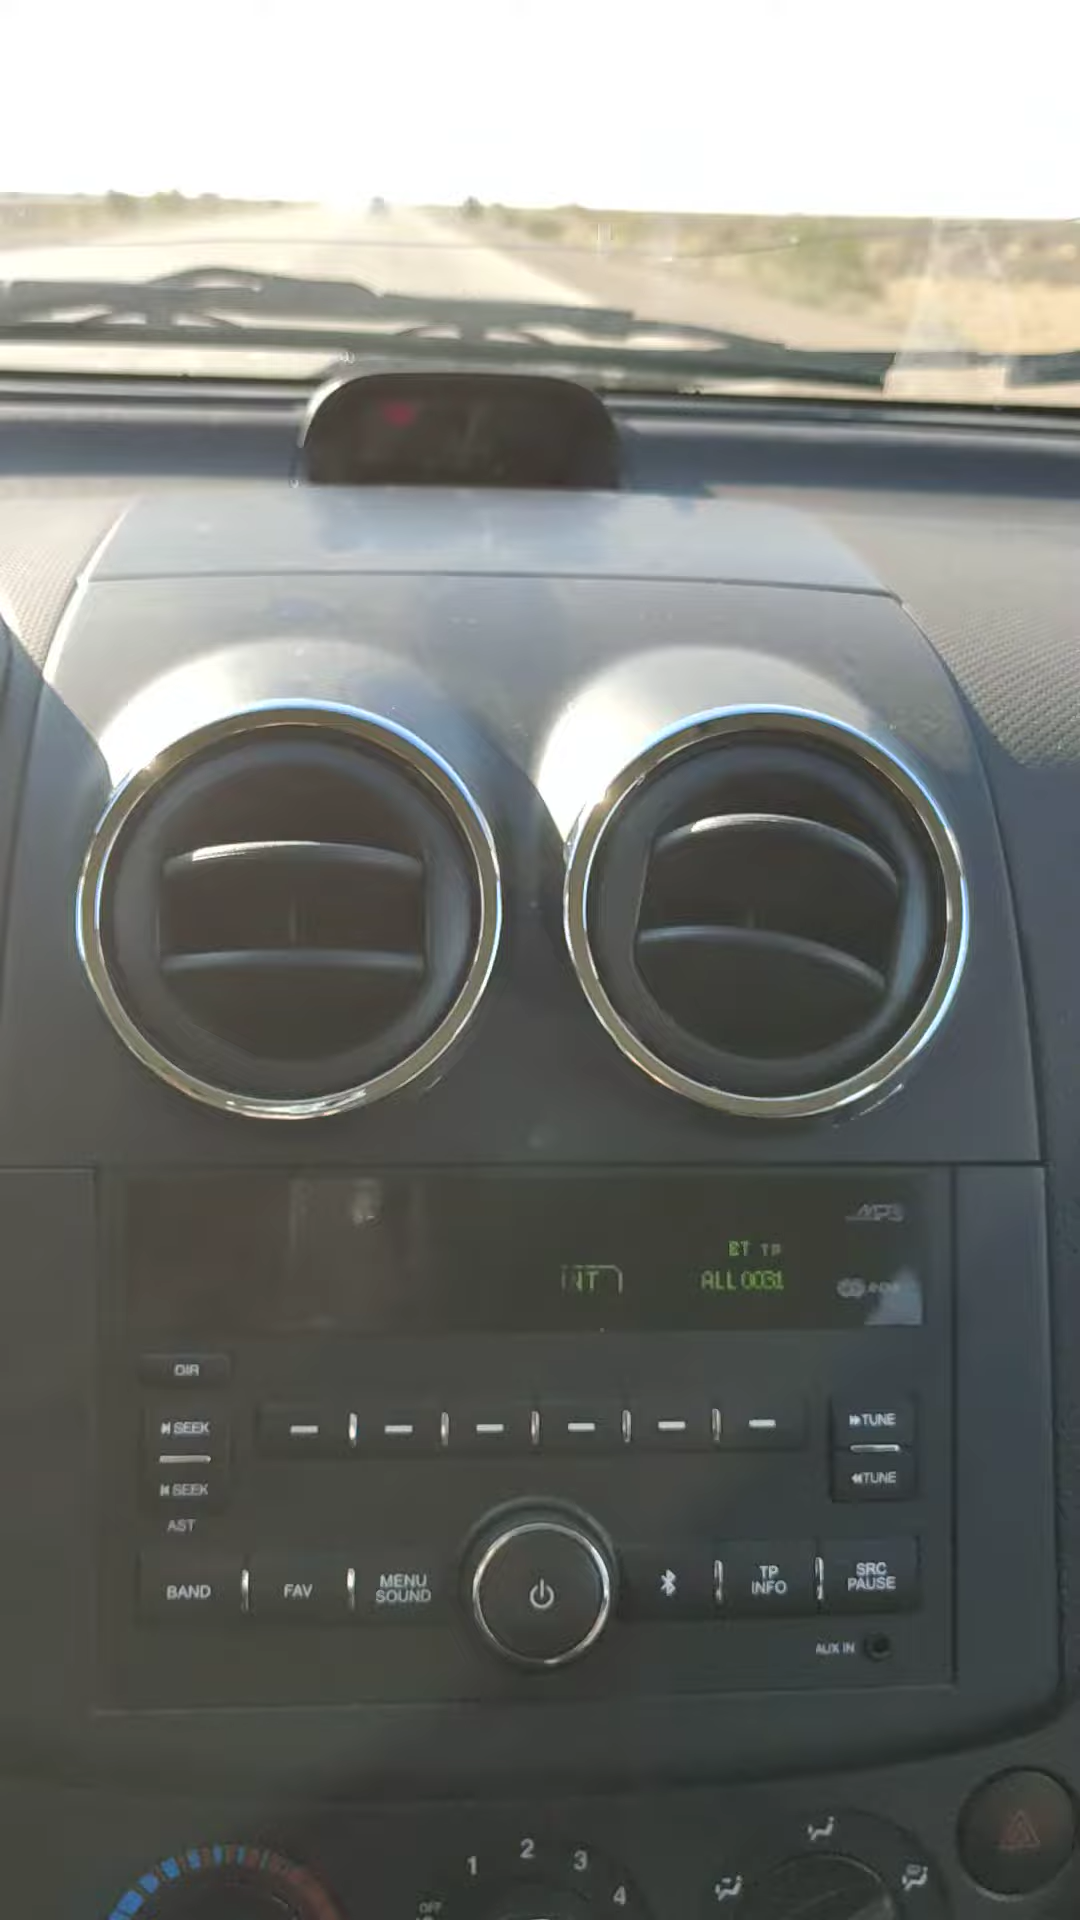 MP3
BT TP
INT
ALL 0031
DIR
SEEK
TUNE
SEEK
TUNE
AST
BAND
FAV
MENU
SOUND
TP
INFO
SRC
PAUSE
AUX IN
1
2
3
4
OFF